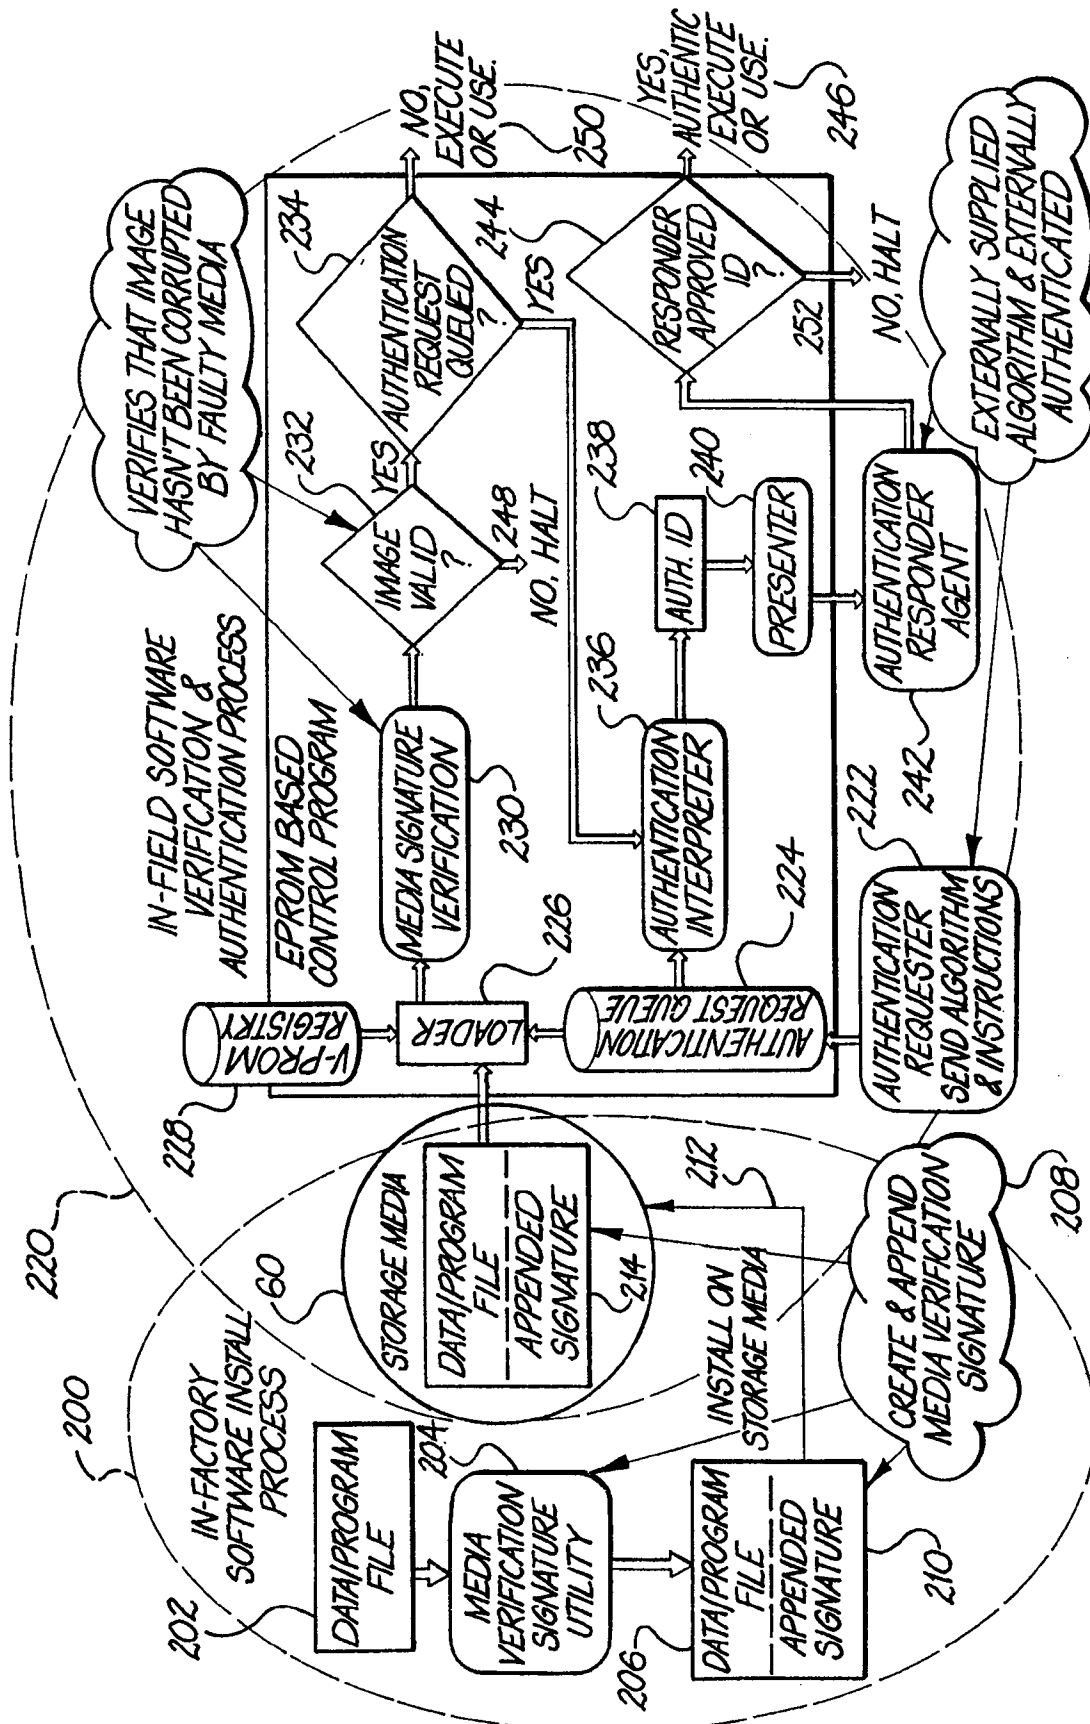 200
IN-FACTORY
SOFTWARE INSTALL
PROCESS
202
DATA/PROGRAM
FILE
204
MEDIA
VERIFICATION
SIGNATURE
UTILITY
206
DATA/PROGRAM
FILE
APPENDED
SIGNATURE
210
INSTALL ON
STORAGE MEDIA
212
CREATE & APPEND
MEDIA VERIFICATION
SIGNATURE
208
60
STORAGE MEDIA
DATA/PROGRAM
FILE
APPENDED
SIGNATURE
214
220
IN-FIELD SOFTWARE
VERIFICATION &
AUTHENTICATION PROCESS
EPROM BASED
CONTROL PROGRAM
228
V-PROM
REGISTRY
LOADER
226
AUTHENTICATION
REQUEST QUEUE
224
AUTHENTICATION
REQUESTER
SEND ALGORITHM
& INSTRUCTIONS
222
MEDIA SIGNATURE
VERIFICATION
230
VERIFIES THAT IMAGE
HASN'T BEEN CORRUPTED
BY FAULTY MEDIA
232
IMAGE
VALID
?
YES
248
NO, HALT
234
AUTHENTICATION
REQUEST
QUEUED
?
YES
NO,
EXECUTE
OR USE.
250
AUTHENTICATION
INTERPRETER
236
AUTH. ID
238
PRESENTER
240
AUTHENTICATION
RESPONDER
AGENT
242
244
RESPONDER
APPROVED
ID
?
YES,
AUTHENTIC
EXECUTE
OR USE.
246
252
NO, HALT
EXTERNALLY SUPPLIED
ALGORITHM & EXTERNALLY
AUTHENTICATED